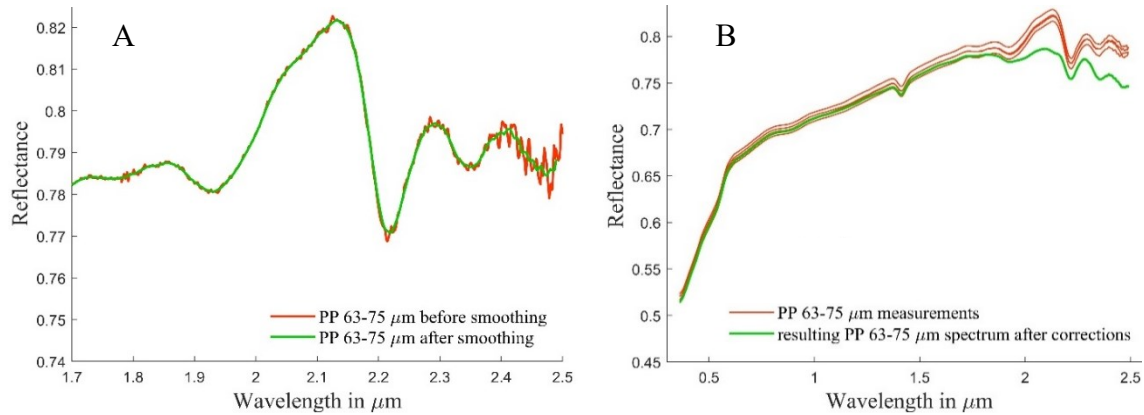 A
0.82
0.81
0.8
0.79
0.78
0.77
0.76
0.75
0.74
Reflectance
PP 63-75 μm before smoothing
PP 63-75 μm after smoothing
1.7 1.8 1.9 2 2.1 2.2 2.3 2.4 2.5
Wavelength in μm
B
0.8
0.75
0.7
0.65
0.6
0.55
0.5
0.45
Reflectance
PP 63-75 μm measurements
resulting PP 63-75 μm spectrum after corrections
0.5 1 1.5 2 2.5
Wavelength in μm